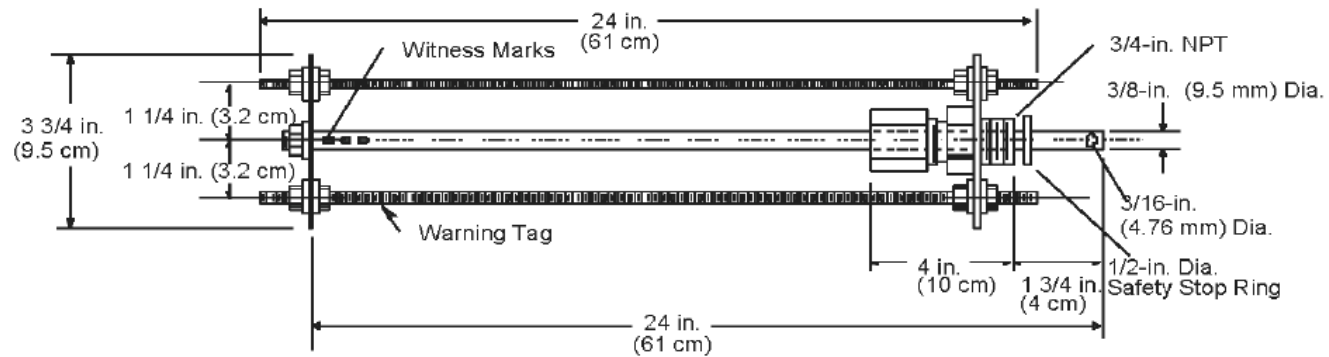 24 in.
(61 cm)
Witness Marks
3/4-in. NPT
3/8-in. (9.5 mm) Dia.
1 1/4 in. (3.2 cm)
3 3/4 in.
(9.5 cm)
1 1/4 in. (3.2 cm)
3/16-in.
(4.76 mm) Dia.
Warning Tag
4 in.
(10 cm)
1 3/4 in.
(4 cm)
1/2-in. Dia.
Safety Stop Ring
24 in.
(61 cm)